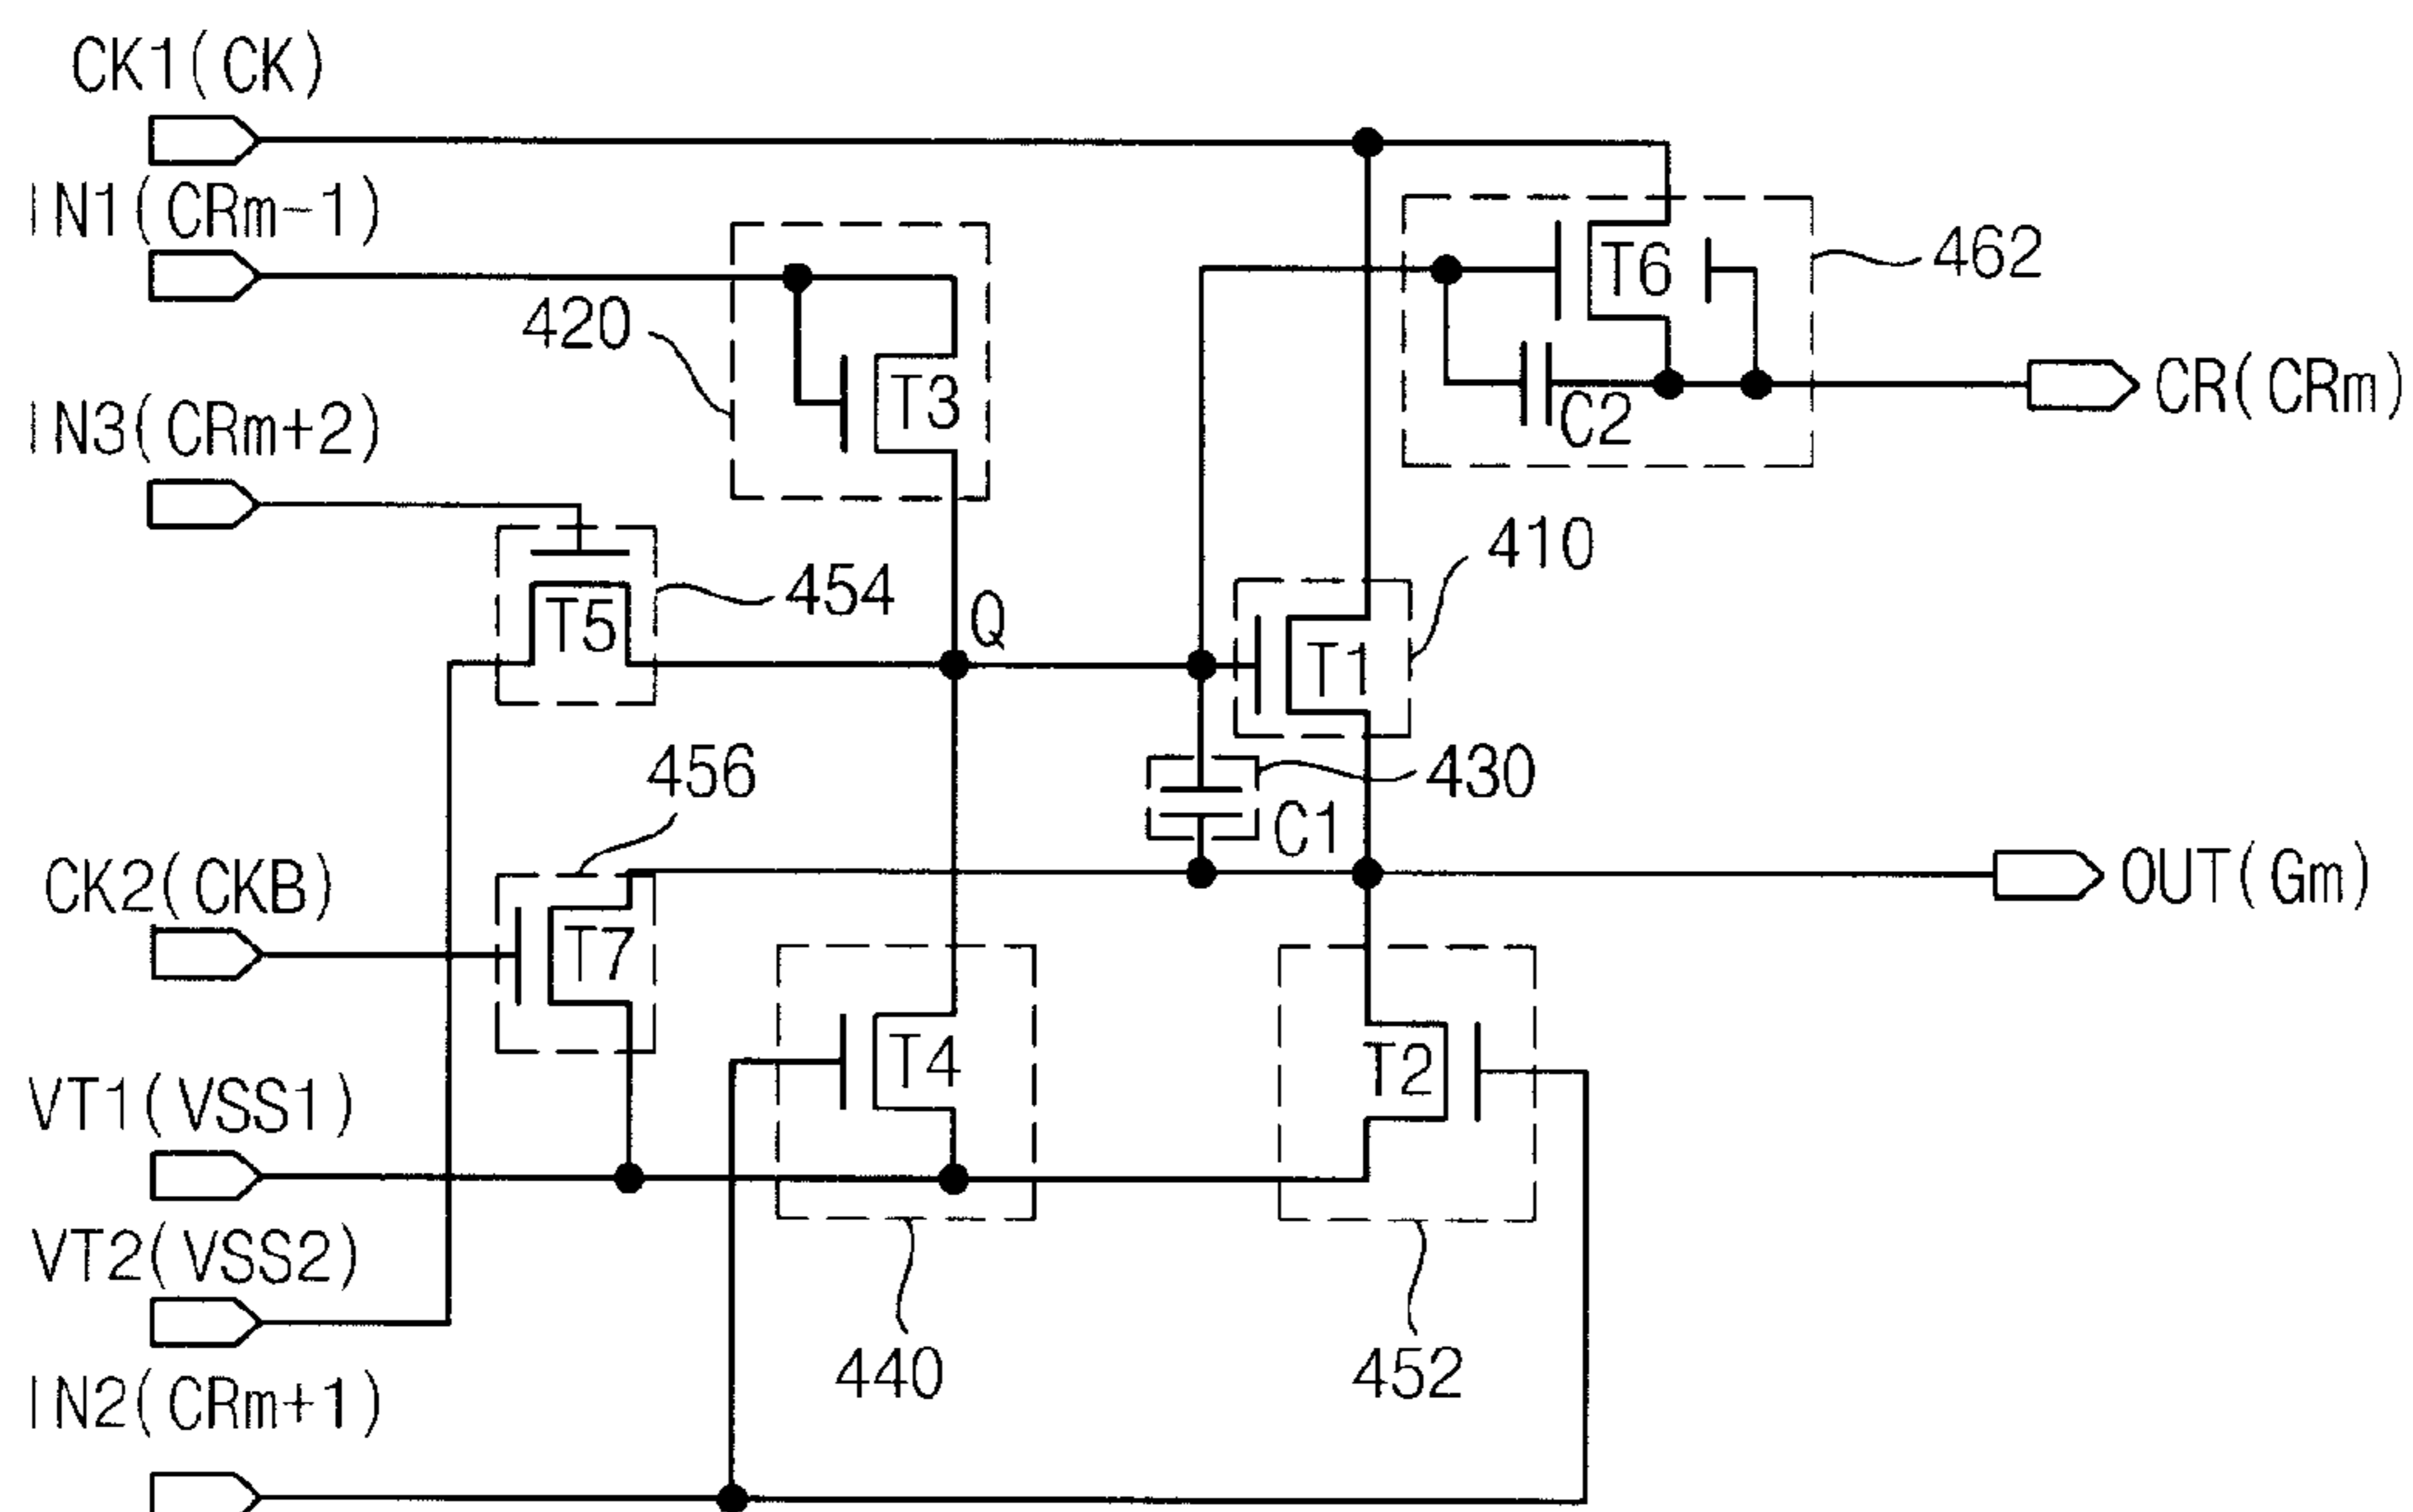 CK1(CK)
IN1(CRm-1)
T6
462
420
T3
CR(CRm)
C2
IN3(CRm+2)
410
454
T5
Q
T1
456
430
C1
CK2(CKB)
OUT(Gm)
T7
T4
T2
VT1(VSS1)
VT2(VSS2)
440
452
IN2(CRm+1)